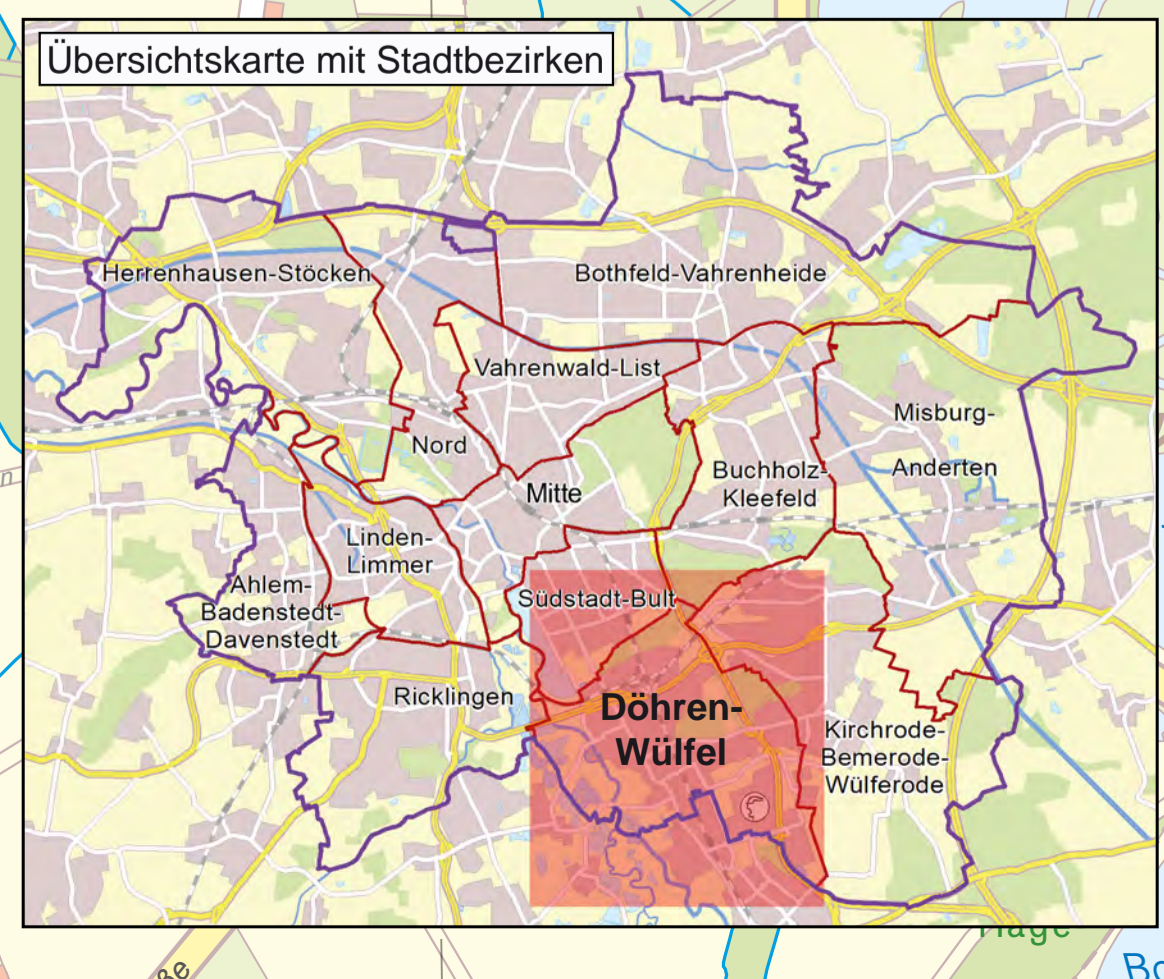 Übersichtskarte mit Stadtbezirken
Herrenhausen-Stöcken
Bothfeld-Vahrenheide
Vahrenwald-List
Misburg-
Anderten
Nord
Buchholz-
Kleefeld
Mitte
Linden-
Limmer
Ahlem-
Badenstedt-
Davenstedt
Südstadt-Bult
Ricklingen
Döhren-
Wülfel
Kirchrode-
Bemerode-
Wülferode